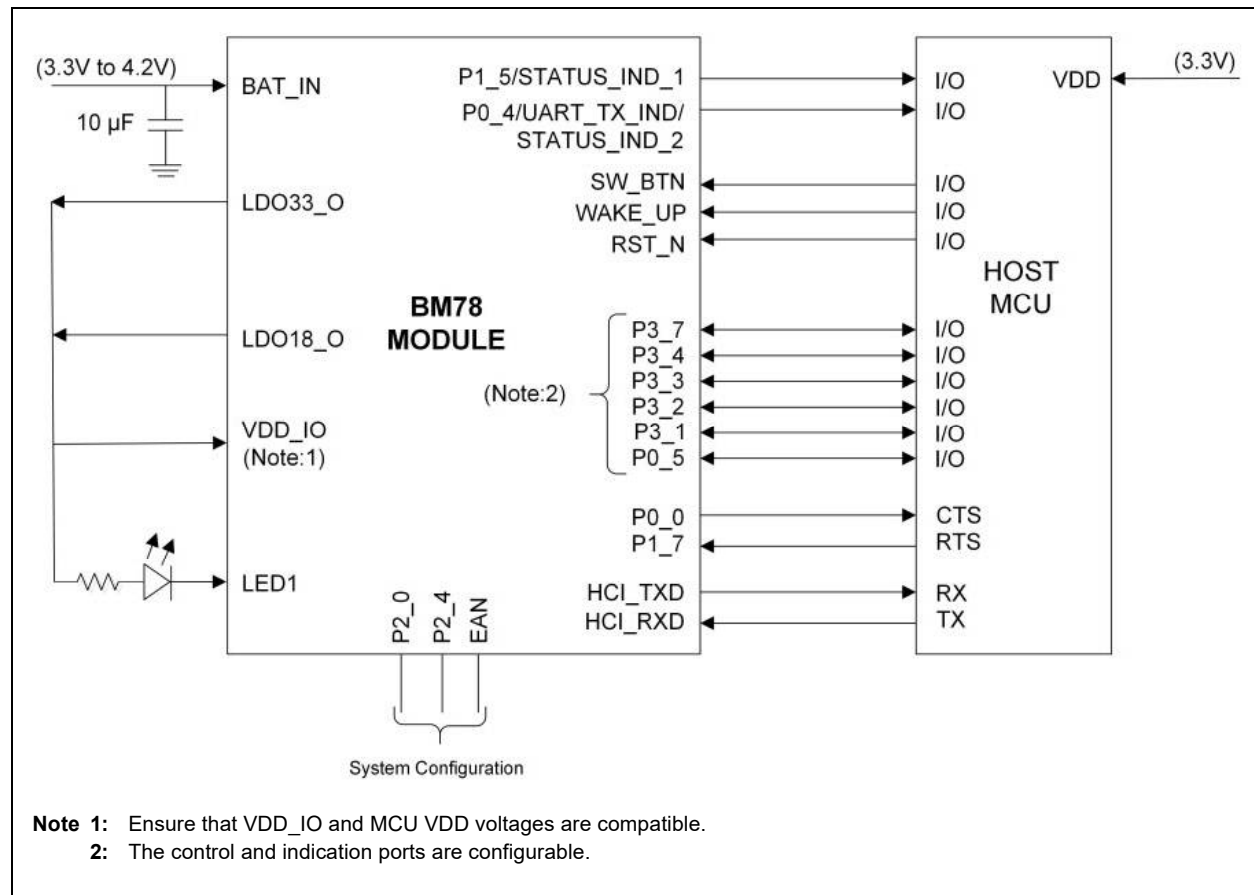 (3.3V to 4.2V)
BAT_IN
10 µF
LDO33_O
LDO18_O
VDD_IO
(Note:1)
LED1
BM78
MODULE
P2_0
P2_4
EAN
System Configuration
P1_5/STATUS_IND_1
P0_4/UART_TX_IND/
STATUS_IND_2
SW_BTN
WAKE_UP
RST_N
(Note:2)
P3_7
P3_4
P3_3
P3_2
P3_1
P0_5
P0_0
P1_7
HCI_TXD
HCI_RXD
I/O
I/O
I/O
I/O
I/O
I/O
I/O
I/O
I/O
I/O
I/O
CTS
RTS
RX
TX
VDD
(3.3V)
HOST
MCU
Note 1: Ensure that VDD_IO and MCU VDD voltages are compatible.
2: The control and indication ports are configurable.